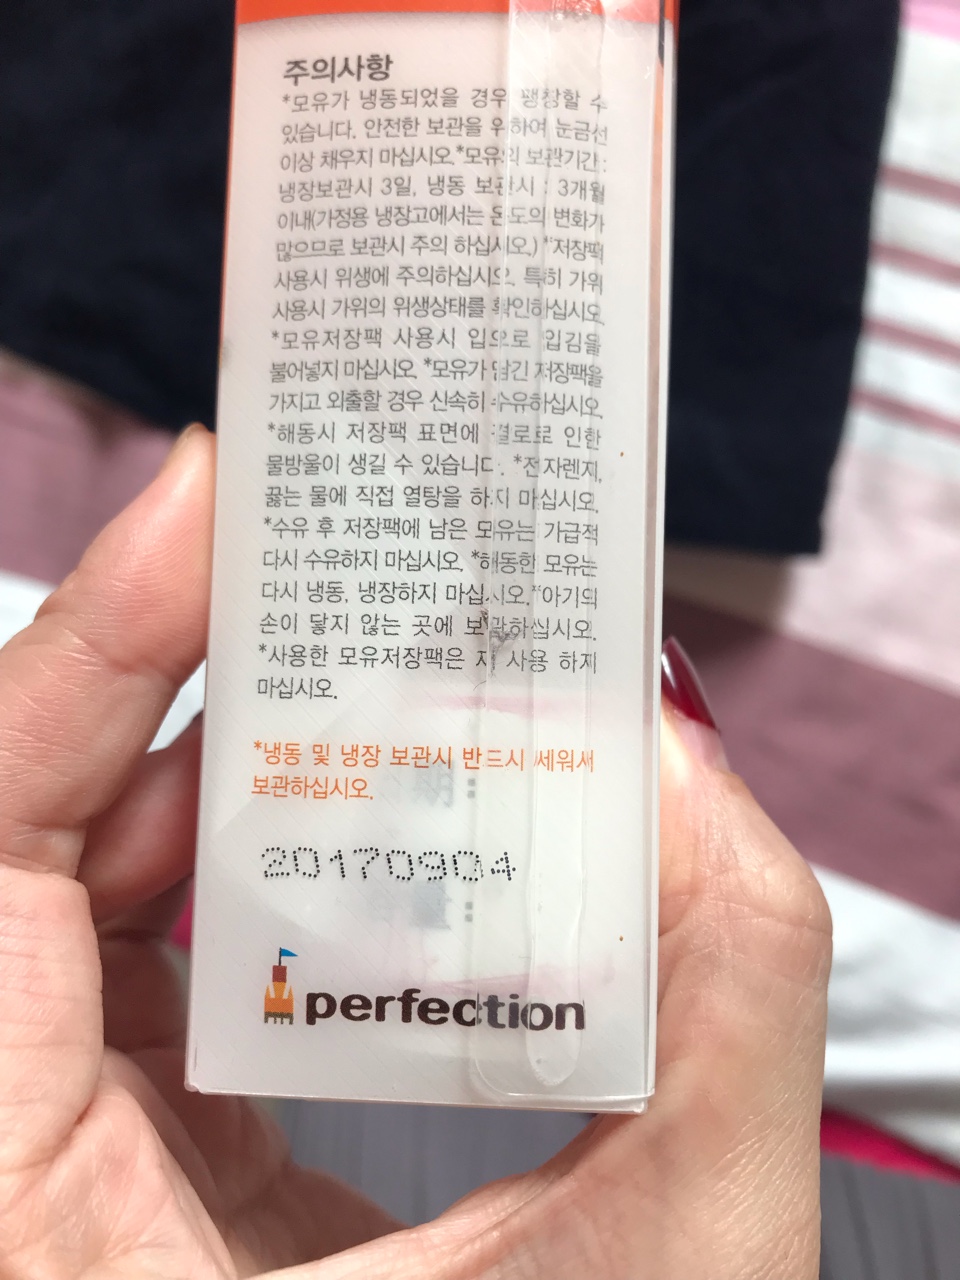 주의사항
*모유가 냉동되었을 경우 팽창할 수
있습니다. 안전한 보관을 위하여 눈금선
이상 채우지 마십시오.*모유의 보관기간 :
냉장보관시 3일, 냉동 보관시 : 3개월
이내(가정용 냉장고에서는 온도의 변화가
많으므로 보관시 주의 하십시오.) *저장팩
사용시 위생에 주의하십시오. 특히 가위
사용시 가위의 위생상태를 확인하십시오.
*모유저장팩 사용시 입으로 입김을
불어넣지 마십시오. *모유가 담긴 저장팩을
가지고 외출할 경우 신속히 수유하십시오.
*해동시 저장팩 표면에 결로로 인한
물방울이 생길 수 있습니다. *전자렌지,
끓는 물에 직접 열탕을 하지 마십시오.
*수유 후 저장팩에 남은 모유는 가급적
다시 수유하지 마십시오. *해동한 모유는
다시 냉동, 냉장하지 마십시오.*아기의
손이 닿지 않는 곳에 보관하십시오.
*사용한 모유저장팩은 재 사용 하지
마십시오.
*냉동 및 냉장 보관시 반드시 세워서
보관하십시오.
20170904
perfection